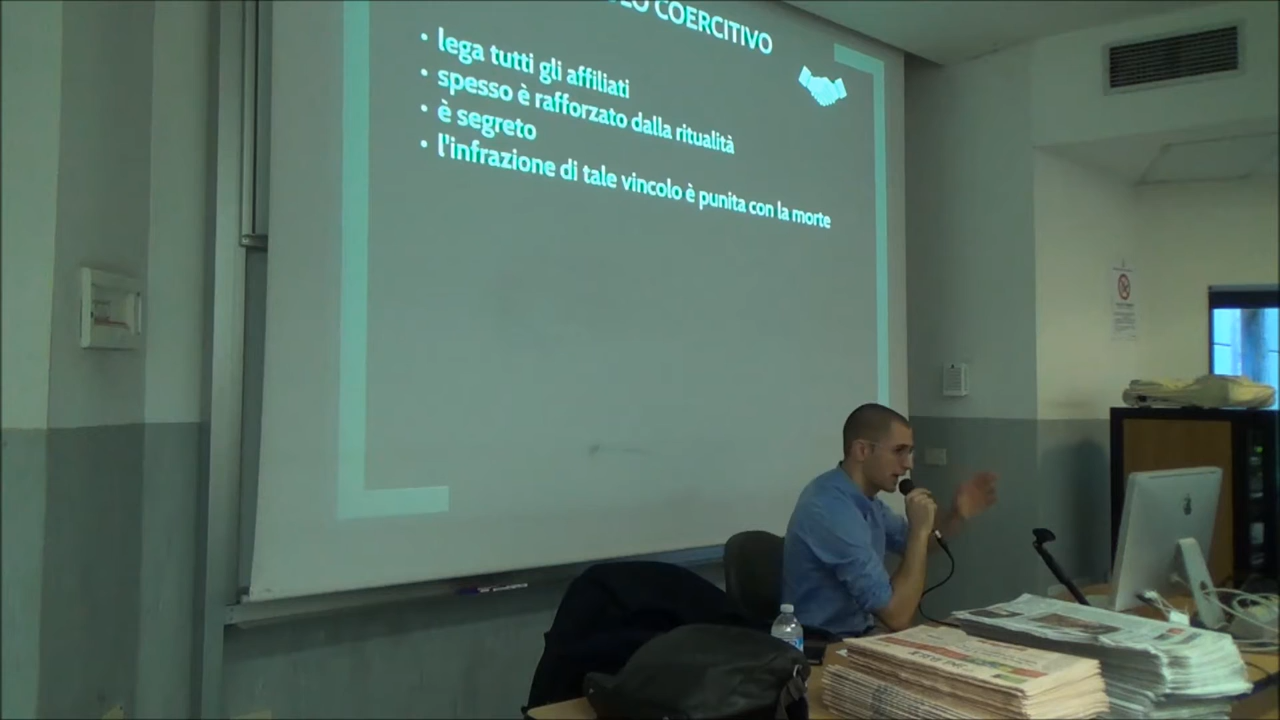 COERCITIVO
• lega tutti gli affiliati
• spesso è rafforzato dalla ritualità
• è segreto
• l'infrazione di tale vincolo è punita con la morte